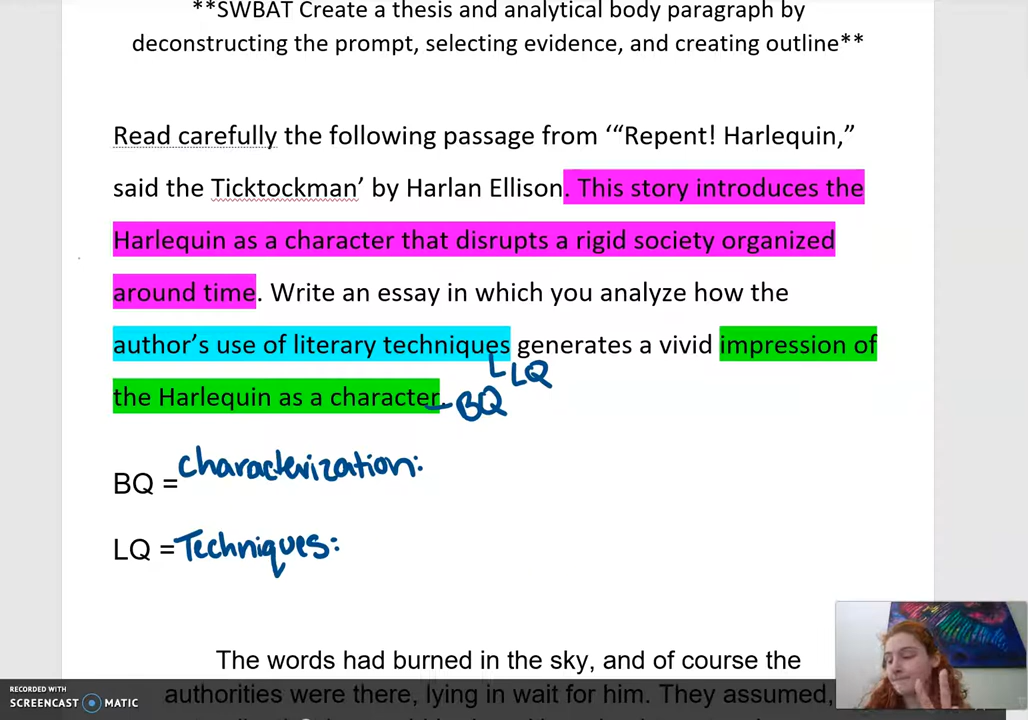 **SWBAT Create a thesis and analytical body paragraph by
deconstructing the prompt, selecting evidence, and creating outline**
Read carefully the following passage from ‘“Repent! Harlequin,”
said the Ticktockman’ by Harlan Ellison. This story introduces the
Harlequin as a character that disrupts a rigid society organized
around time. Write an essay in which you analyze how the
author’s use of literary techniques generates a vivid impression of
LQ
the Harlequin as a character.
BQ
BQ = characterization:
LQ = Techniques:
The words had burned in the sky, and of course the
authorities were there, lying in wait for him. They assumed,
RECORDED WITH
SCREENCAST MATIC